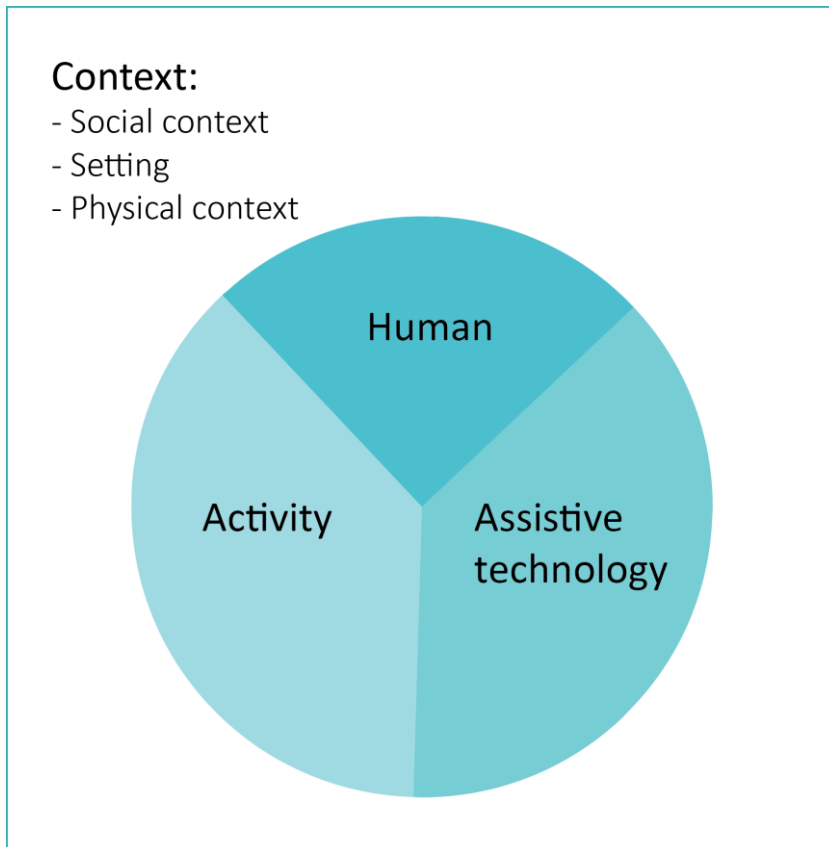 Context:
- Social context
- Setting
- Physical context
Human
Activity
Assistive
technology